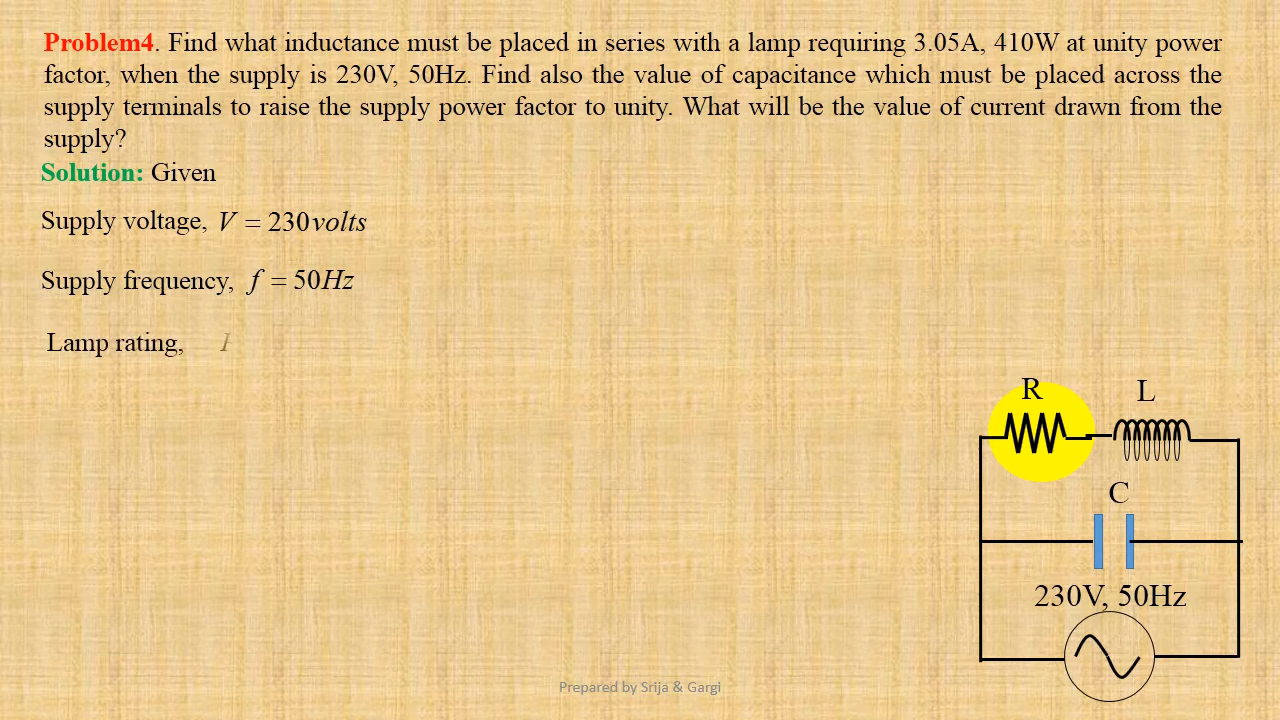 Problem4. Find what inductance must be placed in series with a lamp requiring 3.05A, 410W at unity power
factor, when the supply is 230V, 50Hz. Find also the value of capacitance which must be placed across the
supply terminals to raise the supply power factor to unity. What will be the value of current drawn from the
supply?
Solution: Given
Supply voltage, V = 230volts
Supply frequency, f = 50Hz
Lamp rating, I
R L
C
230V, 50Hz
Prepared by Srija & Gargi